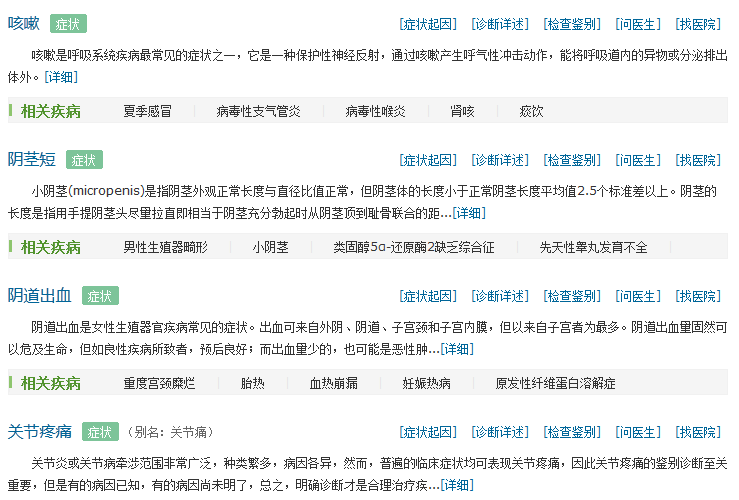 咳嗽 症状 [症状起因] [诊断详述] [检查鉴别] [问医生] [找医院]
咳嗽是呼吸系统疾病最常见的症状之一，它是一种保护性神经反射，通过咳嗽产生呼气性冲击动作，能将呼吸道内的异物或分泌排出
体外。[详细]
相关疾病 夏季感冒 病毒性支气管炎 病毒性喉炎 肾咳 痰饮
阴茎短 症状 [症状起因] [诊断详述] [检查鉴别] [问医生] [找医院]
小阴茎(micropenis)是指阴茎外观正常长度与直径比值正常，但阴茎体的长度小于正常阴茎长度平均值2.5个标准差以上。阴茎的
长度是指用手提阴茎头尽量拉直即相当于阴茎充分勃起时从阴茎顶到耻骨联合的距...[详细]
相关疾病 男性生殖器畸形 小阴茎 类固醇5α-还原酶2缺乏综合征 先天性睾丸发育不全
阴道出血 症状 [症状起因] [诊断详述] [检查鉴别] [问医生] [找医院]
阴道出血是女性生殖器官疾病常见的症状。出血可来自外阴、阴道、子宫颈和子宫内膜，但以来自子宫者为最多。阴道出血量固然可
以危及生命，但如良性疾病所致者，预后良好；而出血量少的，也可能是恶性肿...[详细]
相关疾病 重度宫颈糜烂 胎热 血热崩漏 妊娠热病 原发性纤维蛋白溶解症
关节疼痛 症状 （别名：关节痛） [症状起因] [诊断详述] [检查鉴别] [问医生] [找医院]
关节炎或关节病牵涉范围非常广泛，种类繁多，病因各异，然而，普遍的临床症状均可表现关节疼痛，因此关节疼痛的鉴别诊断至关
重要，但是有的病因已知，有的病因尚未明了，总之，明确诊断才是合理治疗疾...[详细]